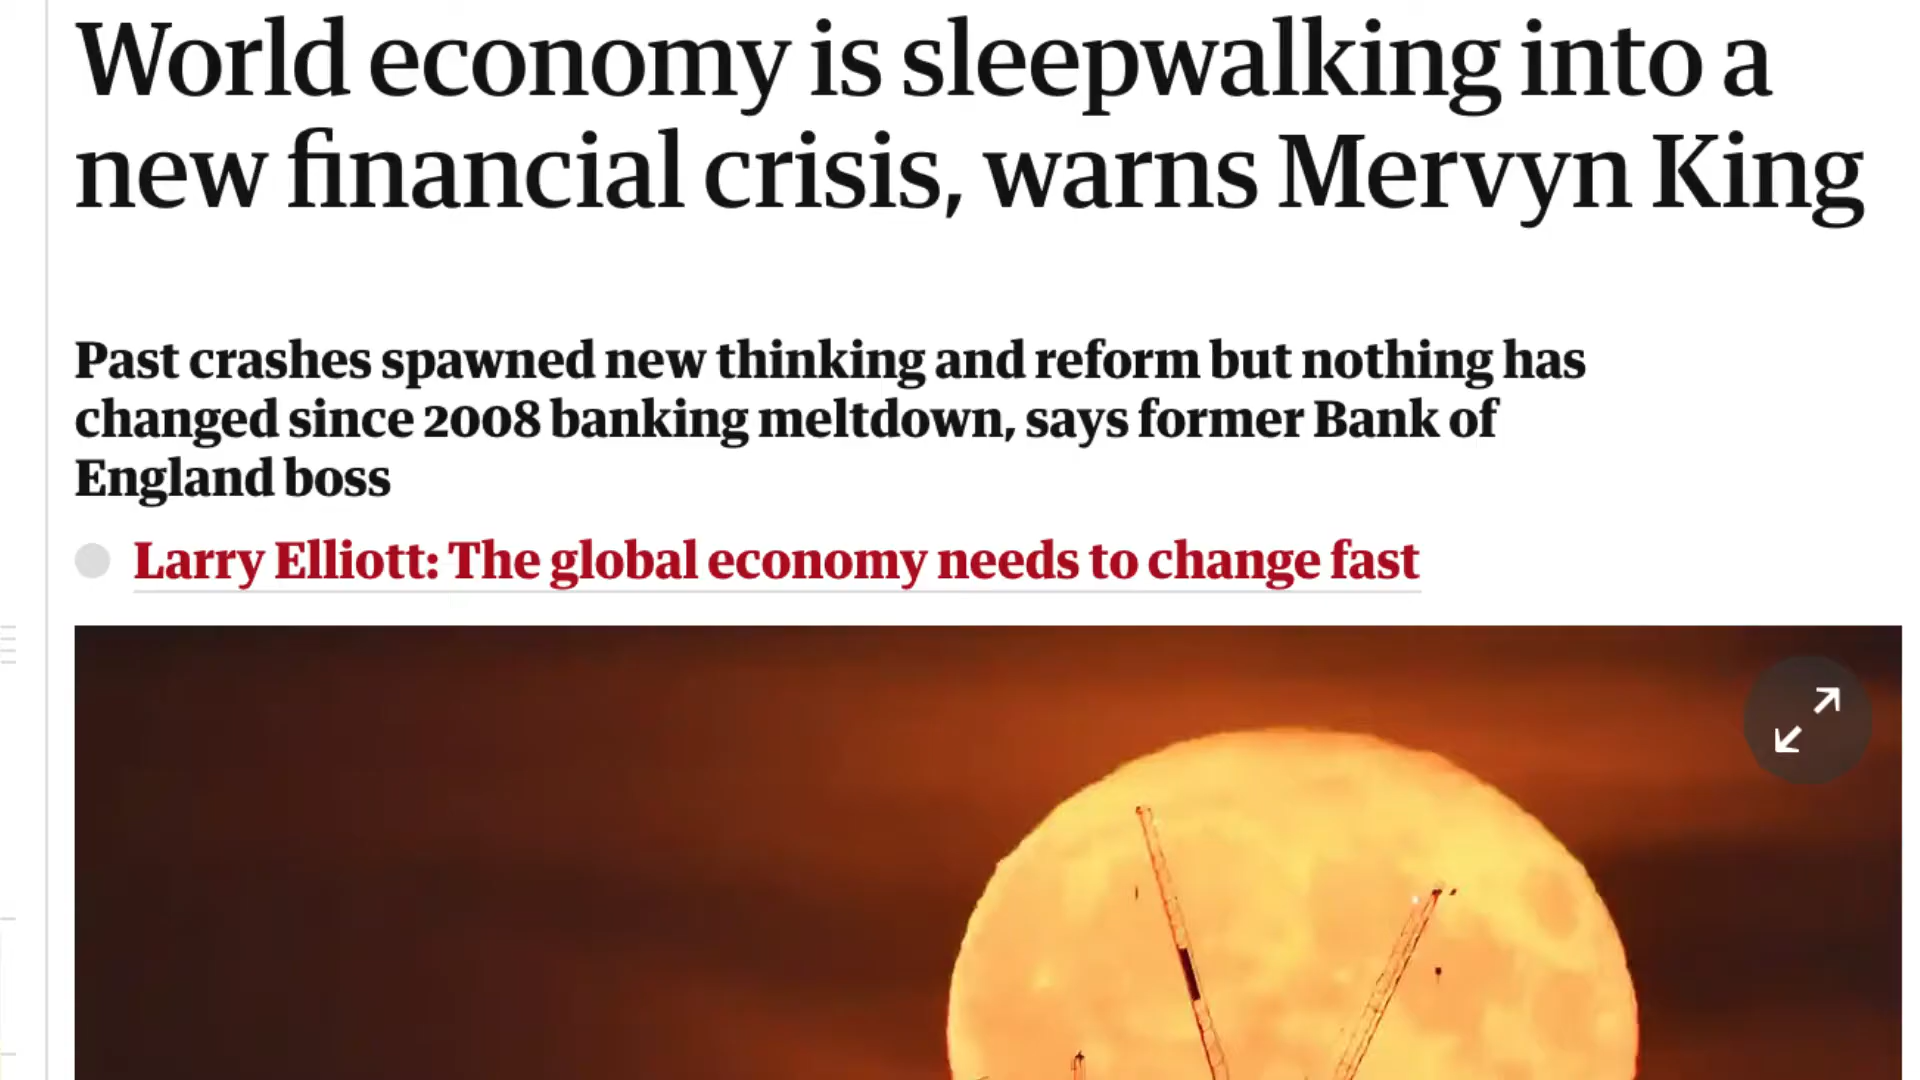 World economy is sleepwalking into a
new financial crisis, warns Mervyn King
Past crashes spawned new thinking and reform but nothing has
changed since 2008 banking meltdown, says former Bank of
England boss
Larry Elliott: The global economy needs to change fast